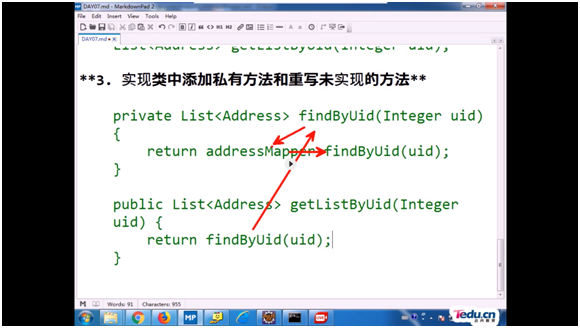 DAY07.md - MarkdownPad 2
File Edit Insert View Tools Help
DAY07.md
List<Address> getListByUid(Integer uid);
**3. 实现类中添加私有方法和重写未实现的方法**
private List<Address> findByUid(Integer uid)
{
return addressMapper.findByUid(uid);
}
public List<Address> getListByUid(Integer
uid) {
return findByUid(uid);
}
Words: 91 Characters: 955
Tedu.cn